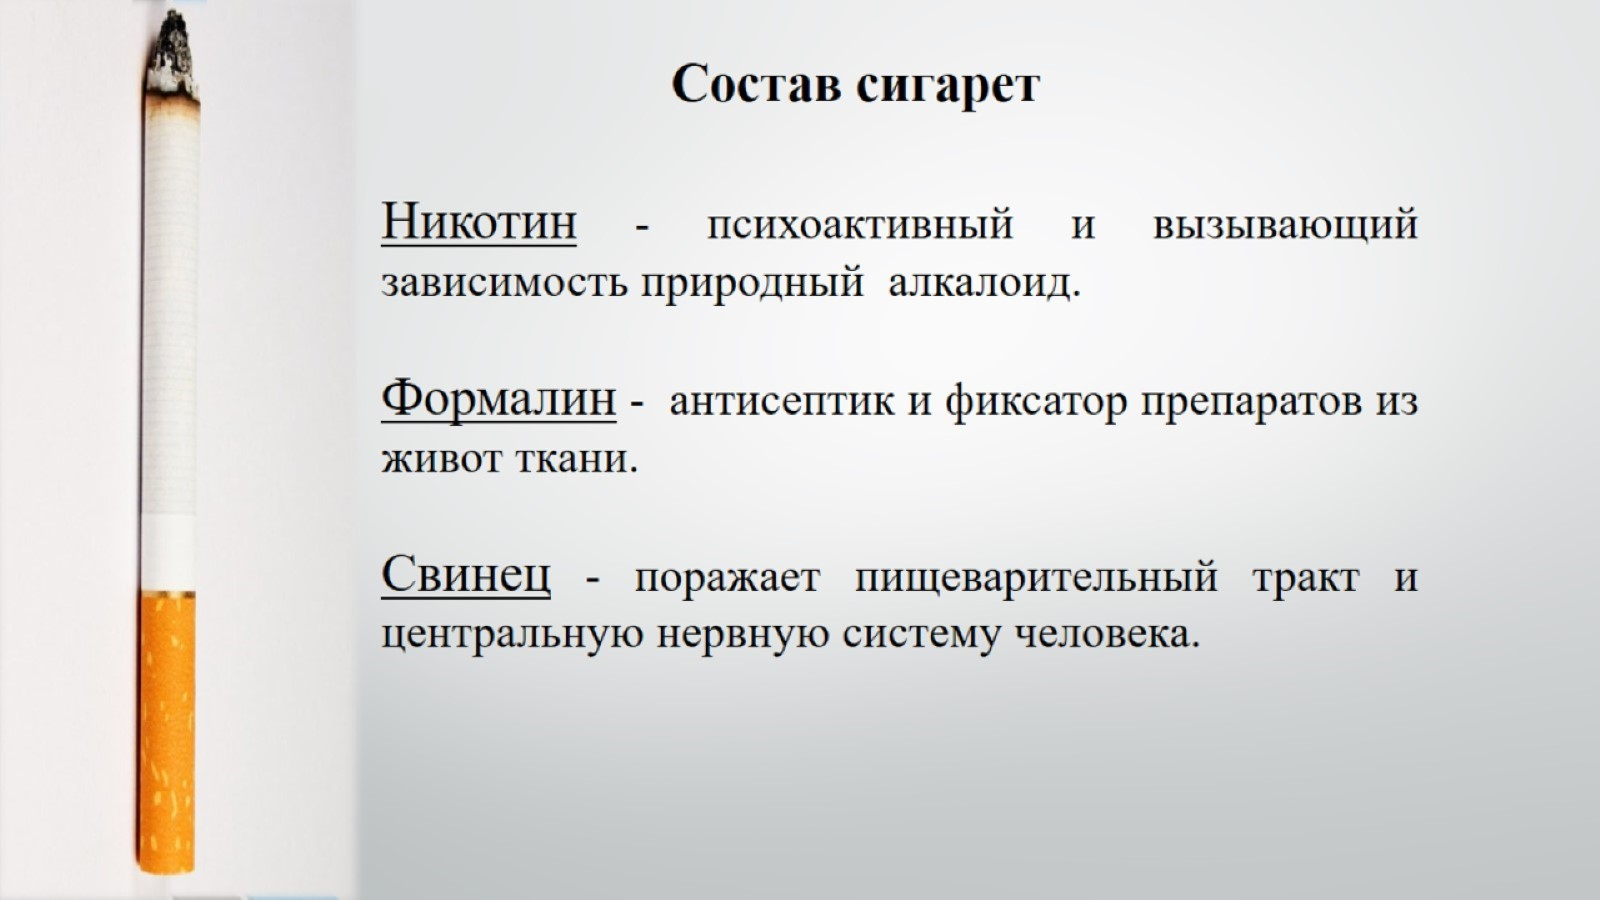 Состав сигарет
Никотин - психоактивный и вызывающий
зависимость природный алкалоид.
Формалин - антисептик и фиксатор препаратов из
живот ткани.
Свинец - поражает пищеварительный тракт и
центральную нервную систему человека.